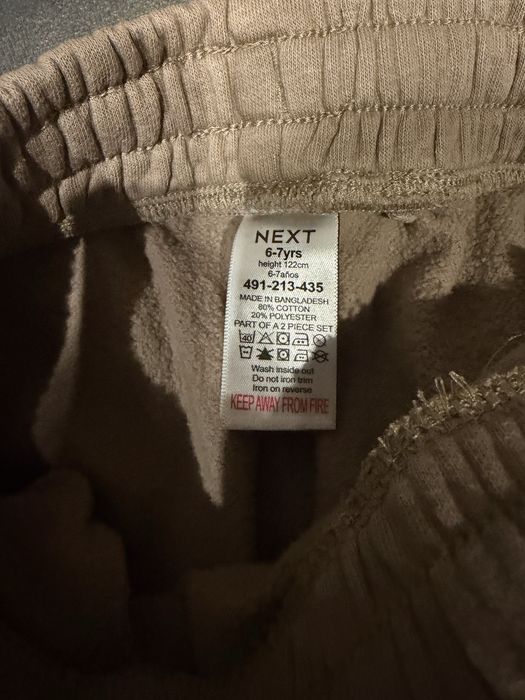 NEXT
6-7yrs
height 122cm
6-7años
491-213-435
MADE IN BANGLADESH
80% COTTON
20% POLYESTER
PART OF A 2 PIECE SET
40
Wash inside out
Do not iron trim
Iron on reverse
KEEP AWAY FROM FIRE